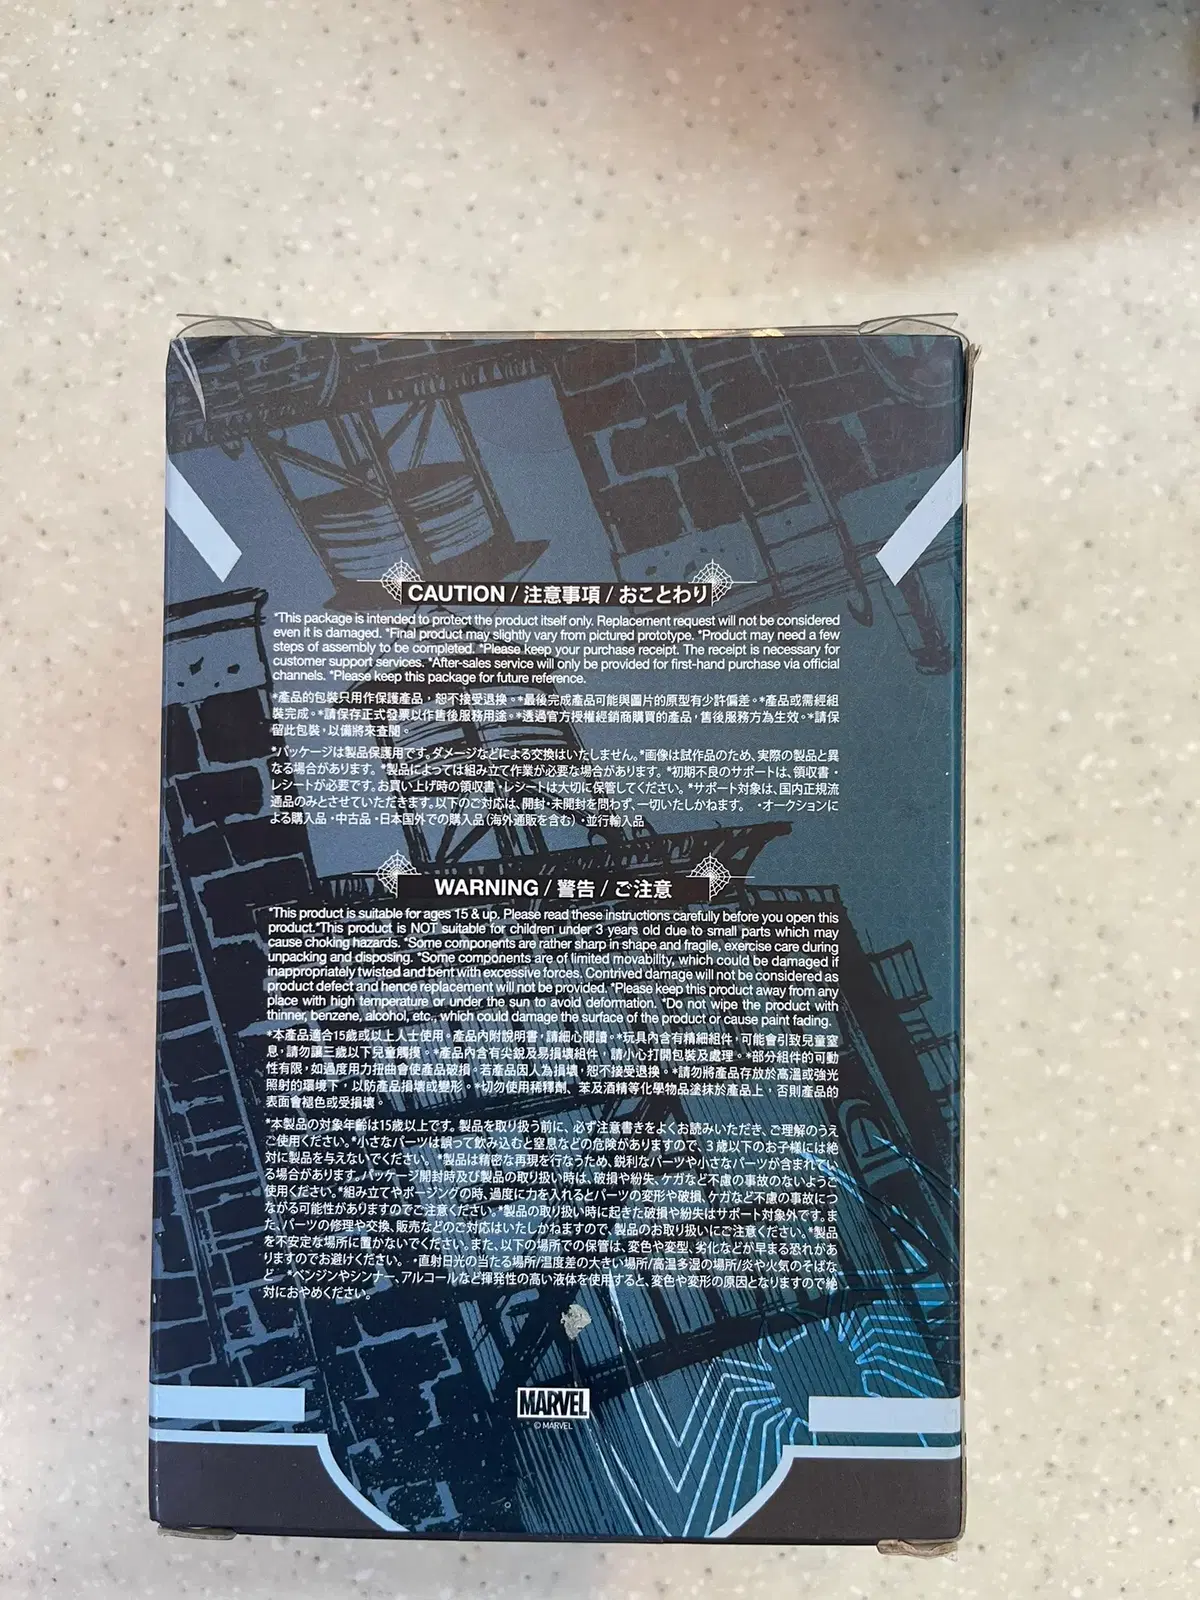 CAUTION / 注意事項 / おことわり
*This package is intended to protect the product itself only. Replacement request will not be considered
even it is damaged. *Final product may slightly vary from pictured prototype. *Product may need a few
steps of assembly to be completed. *Please keep your purchase receipt. The receipt is necessary for
customer support services. *After-sales service will only be provided for first-hand purchase via official
channels. *Please keep this package for future reference.
*產品的包裝只用作保護產品，恕不接受退換。*最後完成產品可能與圖片的原型有少許偏差。*產品或需經組
裝完成。*請保存正式發票以作售後服務用途。*透過官方授權經銷商購買的產品，售後服務方為生效。*請保
留此包裝，以備將來查閱。
*パッケージは製品保護用です。ダメージなどによる交換はいたしません。*画像は試作品のため、実際の製品と異
なる場合があります。*製品によっては組み立て作業が必要な場合があります。*初期不良のサポートは、領収書・
レシートが必要です。お買い上げ時の領収書・レシートは大切に保管してください。*サポート対象は、国内正規流
通品のみとさせていただきます。以下のご対応は、開封・未開封を問わず、一切いたしかねます。 ・オークションに
よる購入品・中古品・日本国外での購入品（海外通販を含む）・並行輸入品
WARNING / 警告 / ご注意
*This product is suitable for ages 15 & up. Please read these instructions carefully before you open this
product.*This product is NOT suitable for children under 3 years old due to small parts which may
cause choking hazards. *Some components are rather sharp in shape and fragile, exercise care during
unpacking and disposing. *Some components are of limited movability, which could be damaged if
inappropriately twisted and bent with excessive forces. Contrived damage will not be considered as
product defect and hence replacement will not be provided. *Please keep this product away from any
place with high temperature or under the sun to avoid deformation. *Do not wipe the product with
thinner, benzene, alcohol, etc., which could damage the surface of the product or cause paint fading.
*本產品適合15歲或以上人士使用。產品內附說明書，請細心閱讀。*玩具內含有精細組件，可能會引致兒童窒
息，請勿讓三歲以下兒童觸摸。*產品內含有尖銳及易損壞組件，請小心打開包裝及處理。*部分組件的可動
性有限，如過度用力扭曲會使產品破損。若產品因人為損壞，恕不接受退換。*請勿將產品存放於高溫或強光
照射的環境下，以防產品損壞或變形。*切勿使用稀釋劑、苯及酒精等化學物品塗抹於產品上，否則產品的
表面會褪色或受損壞。
*本製品の対象年齢は15歳以上です。製品を取り扱う前に、必ず注意書きをよくお読みいただき、ご理解のうえ
ご使用ください。*小さなパーツは誤って飲み込むと窒息などの危険がありますので、３歳以下のお子様には絶
対に製品を与えないでください。 *製品は精密な再現を行なうため、鋭利なパーツや小さなパーツが含まれてい
る場合があります。パッケージ開封時及び製品の取り扱い時は、破損や紛失、ケガなど不慮の事故のないようご
使用ください。*組み立てやポージングの時、過度に力を入れるとパーツの変形や破損、ケガなど不慮の事故につ
ながる可能性がありますのでご注意ください。*製品の取り扱い時に起きた破損や紛失はサポート対象外です。ま
た、パーツの修理や交換、販売などのご対応はいたしかねますので、製品のお取り扱いにご注意ください。*製品
を不安定な場所に置かないでください。また、以下の場所での保管は、変色や変型、劣化などが早まる恐れがあ
りますのでお避けください。 ・直射日光の当たる場所/温度差の大きい場所/高温多湿の場所/炎や火気のそばな
ど *ベンジンやシンナー、アルコールなど揮発性の高い液体を使用すると、変色や変形の原因となりますので絶
対におやめください。
MARVEL
© MARVEL